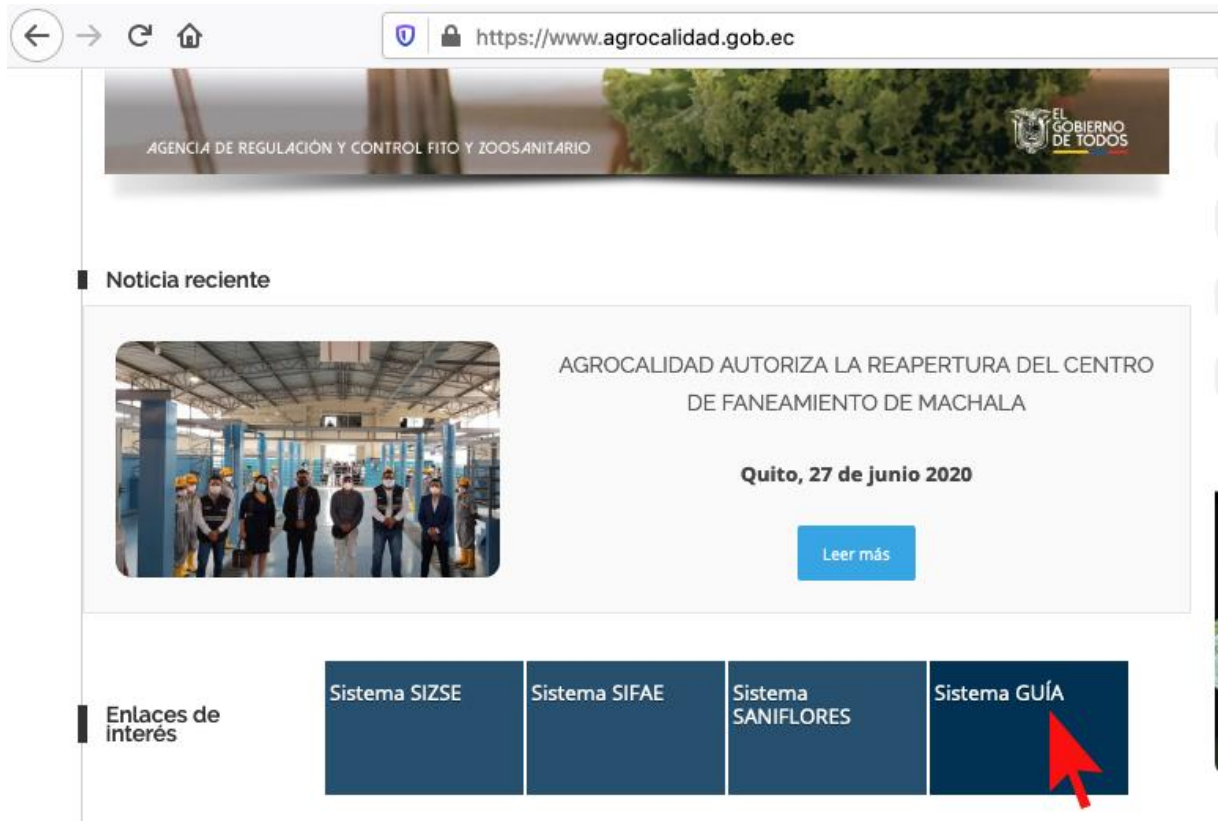 https://www.agrocalidad.gob.ec
AGENCIA DE REGULACIÓN Y CONTROL FITO Y ZOOSANITARIO
EL
GOBIERNO
DE TODOS
Noticia reciente
AGROCALIDAD AUTORIZA LA REAPERTURA DEL CENTRO
DE FANEAMIENTO DE MACHALA
Quito, 27 de junio 2020
Leer más
Enlaces de
interés
Sistema SIZSE
Sistema SIFAE
Sistema
SANIFLORES
Sistema GUÍA